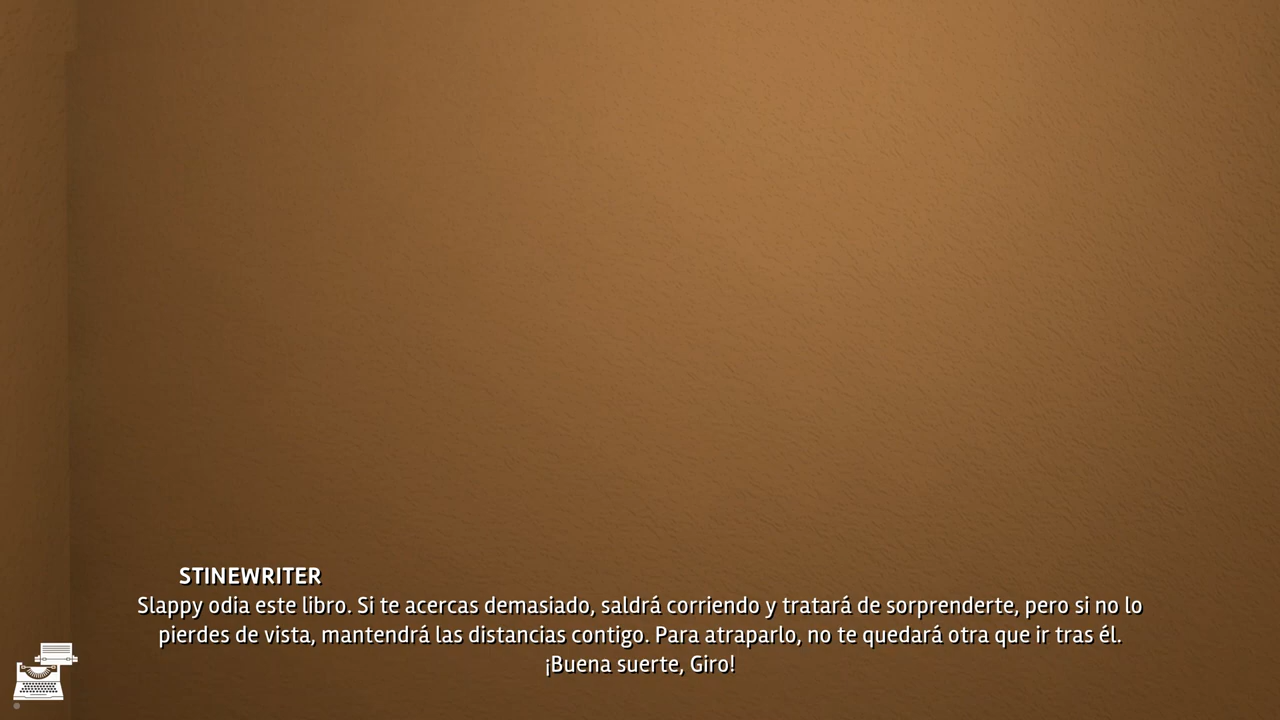 STINEWRITER
Slappy odia este libro. Si te acercas demasiado, saldrá corriendo y tratará de sorprenderte, pero si no lo
pierdes de vista, mantendrá las distancias contigo. Para atraparlo, no te quedará otra que ir tras él.
¡Buena suerte, Giro!